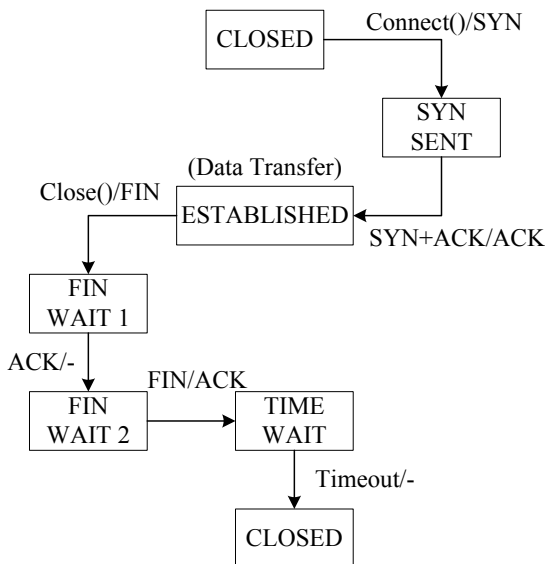 CLOSED
Connect()/SYN
SYN
SENT
(Data Transfer)
Close()/FIN
ESTABLISHED
SYN+ACK/ACK
FIN
WAIT 1
ACK/-
FIN/ACK
FIN
WAIT 2
TIME
WAIT
Timeout/-
CLOSED